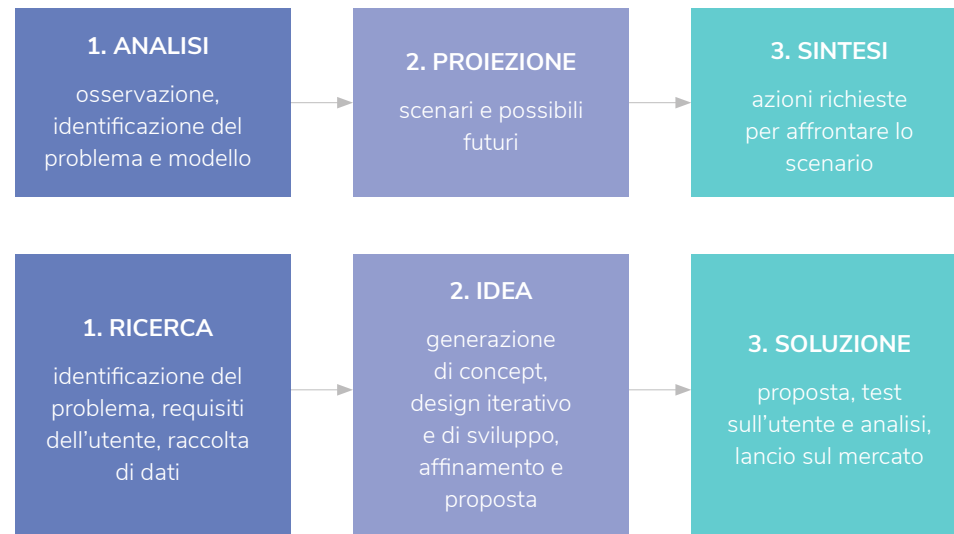 1. ANALISI
osservazione,
identificazione del
problema e modello
2. PROIEZIONE
scenari e possibili
futuri
3. SINTESI
azioni richieste
per affrontare lo
scenario
1. RICERCA
identificazione del
problema, requisiti
dell’utente, raccolta
di dati
2. IDEA
generazione
di concept,
design iterativo
e di sviluppo,
affinamento e
proposta
3. SOLUZIONE
proposta, test
sull’utente e analisi,
lancio sul mercato